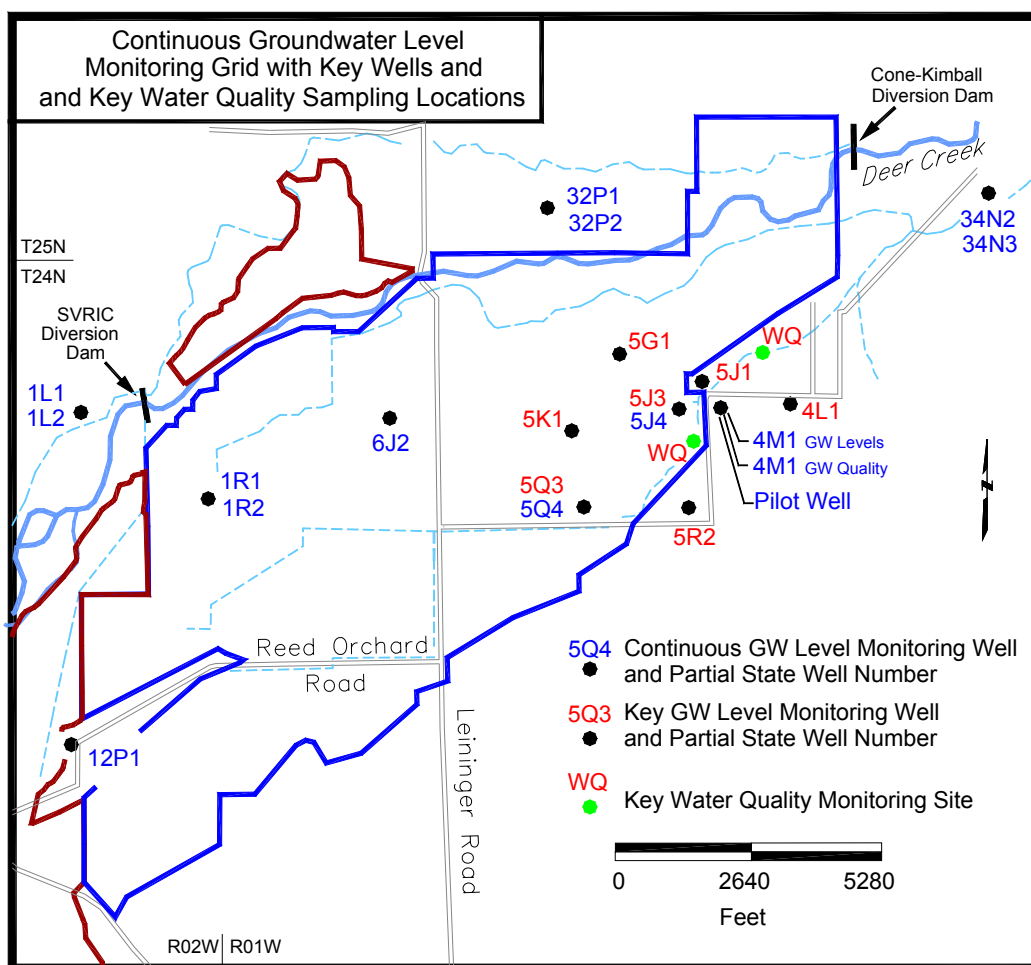 Continuous Groundwater Level
Monitoring Grid with Key Wells and
and Key Water Quality Sampling Locations
Cone-Kimball
Diversion Dam
Deer Creek
32P1
32P2
34N2
34N3
T25N
T24N
SVRIC
Diversion
Dam
5G1
WQ
5J1
1L1
1L2
5J3
5J4
4L1
6J2
5K1
WQ
4M1 GW Levels
4M1 GW Quality
Pilot Well
1R1
1R2
5Q3
5Q4
5R2
N
Reed Orchard
Road
5Q4 Continuous GW Level Monitoring Well
and Partial State Well Number
5Q3 Key GW Level Monitoring Well
and Partial State Well Number
WQ
Key Water Quality Monitoring Site
12P1
Leininger Road
0 2640 5280
Feet
R02W R01W